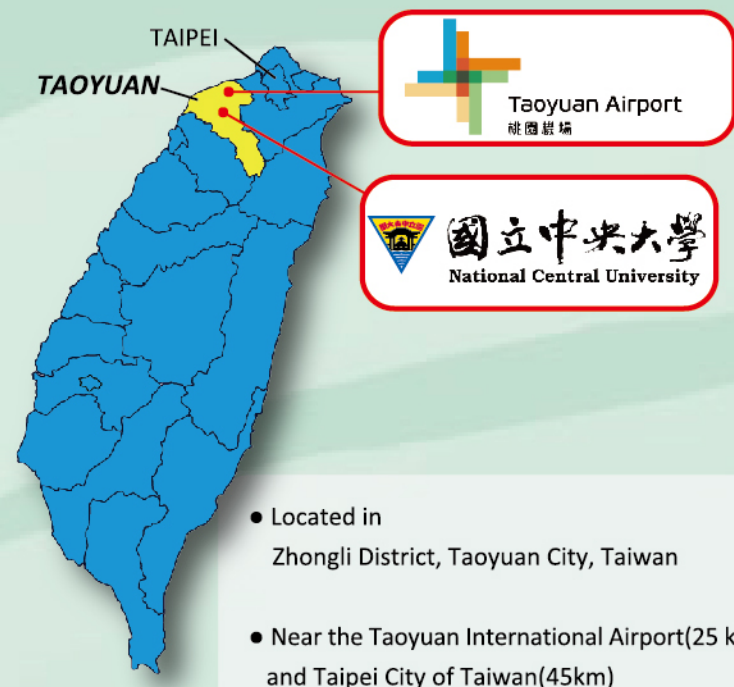 TAIPEI
TAOYUAN
Taoyuan Airport
桃園機場
國立中央大學
National Central University
● Located in
Zhongli District, Taoyuan City, Taiwan
● Near the Taoyuan International Airport(25 k
and Taipei City of Taiwan(45km)